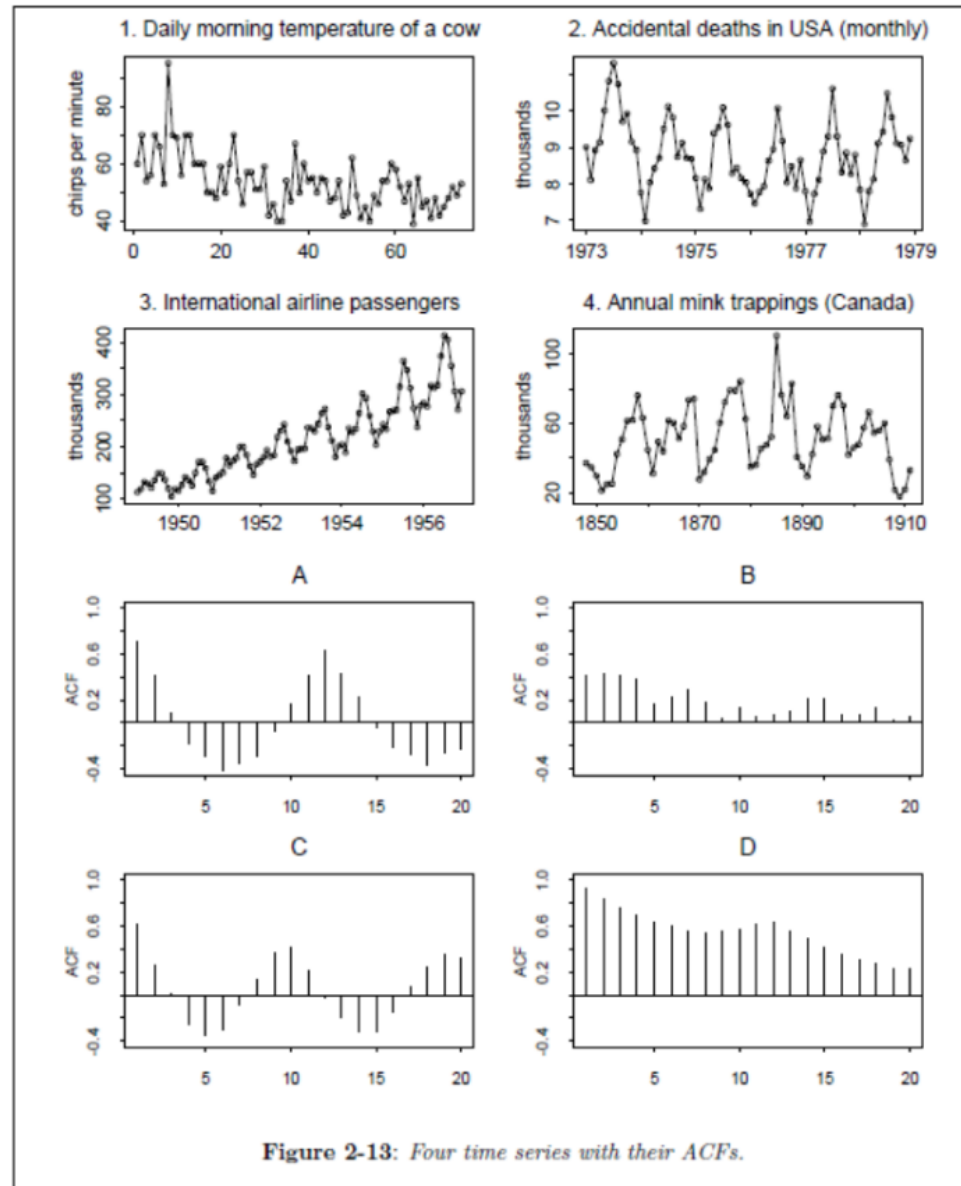 1. Daily morning temperature of a cow
chirps per minute
40 60 80
0 20 40 60
2. Accidental deaths in USA (monthly)
thousands
7 8 9 10
1973 1975 1977 1979
3. International airline passengers
thousands
100 200 300 400
1950 1952 1954 1956
4. Annual mink trappings (Canada)
thousands
20 60 100
1850 1870 1890 1910
A
ACF
-0.4 0.2 0.6 1.0
5 10 15 20
B
ACF
-0.4 0.2 0.6 1.0
5 10 15 20
C
ACF
-0.4 0.2 0.6 1.0
5 10 15 20
D
ACF
-0.4 0.2 0.6 1.0
5 10 15 20
Figure 2-13: Four time series with their ACFs.